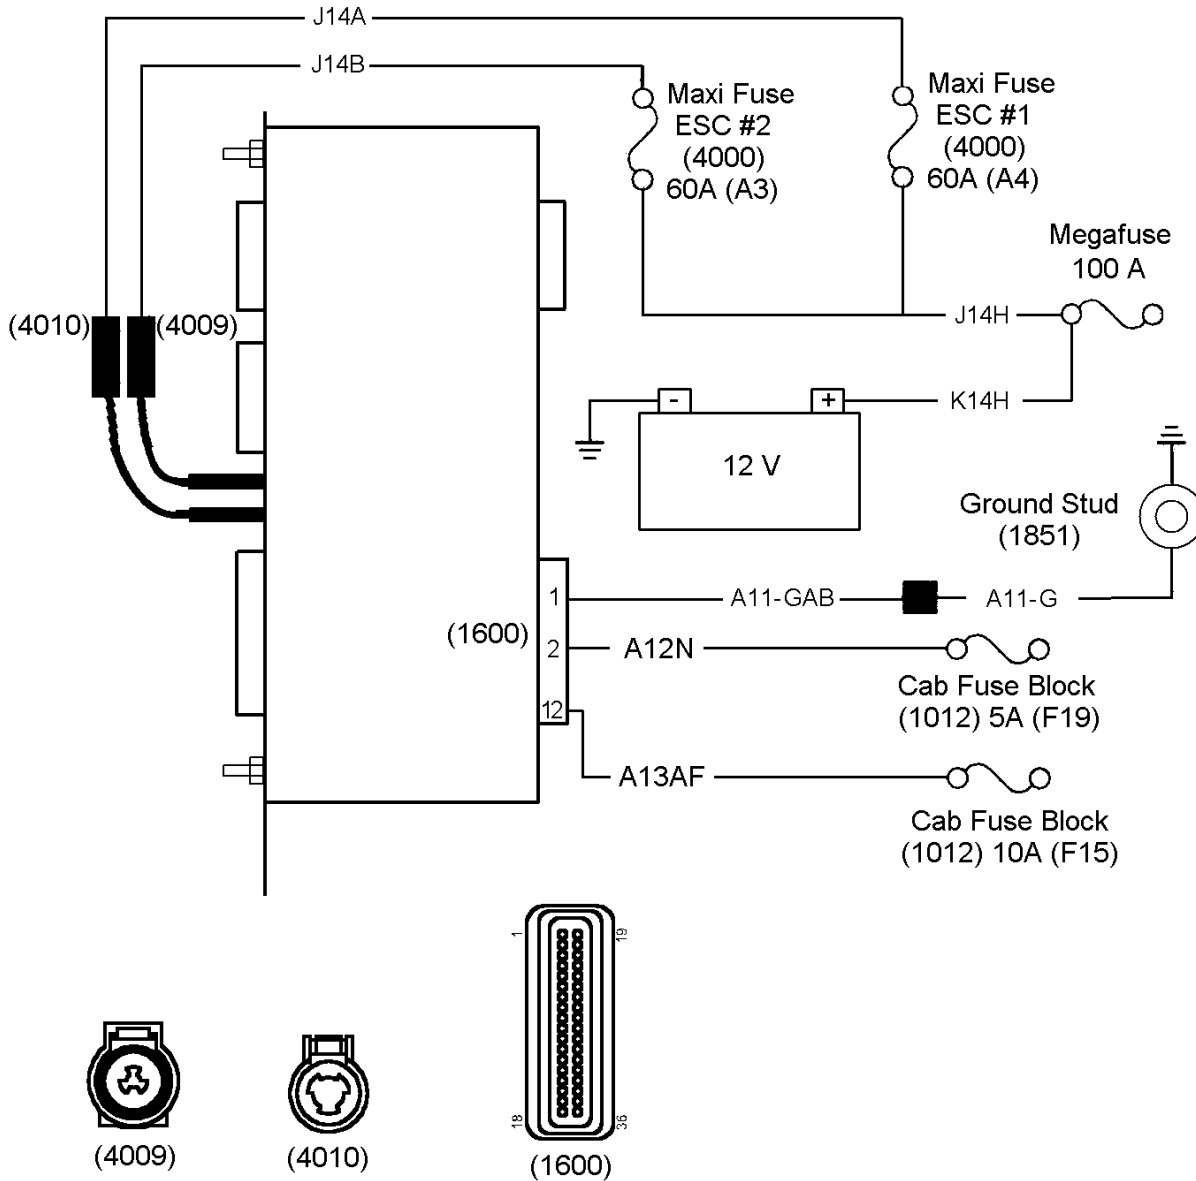 J14A
J14B
Maxi Fuse
ESC #2
(4000)
60A (A3)
Maxi Fuse
ESC #1
(4000)
60A (A4)
Megafuse
100 A
(4010)
(4009)
J14H
K14H
-
+
12 V
Ground Stud
(1851)
1
A11-GAB
A11-G
(1600)
2
A12N
Cab Fuse Block
(1012) 5A (F19)
12
A13AF
Cab Fuse Block
(1012) 10A (F15)
1
19
18
36
(4009)
(4010)
(1600)